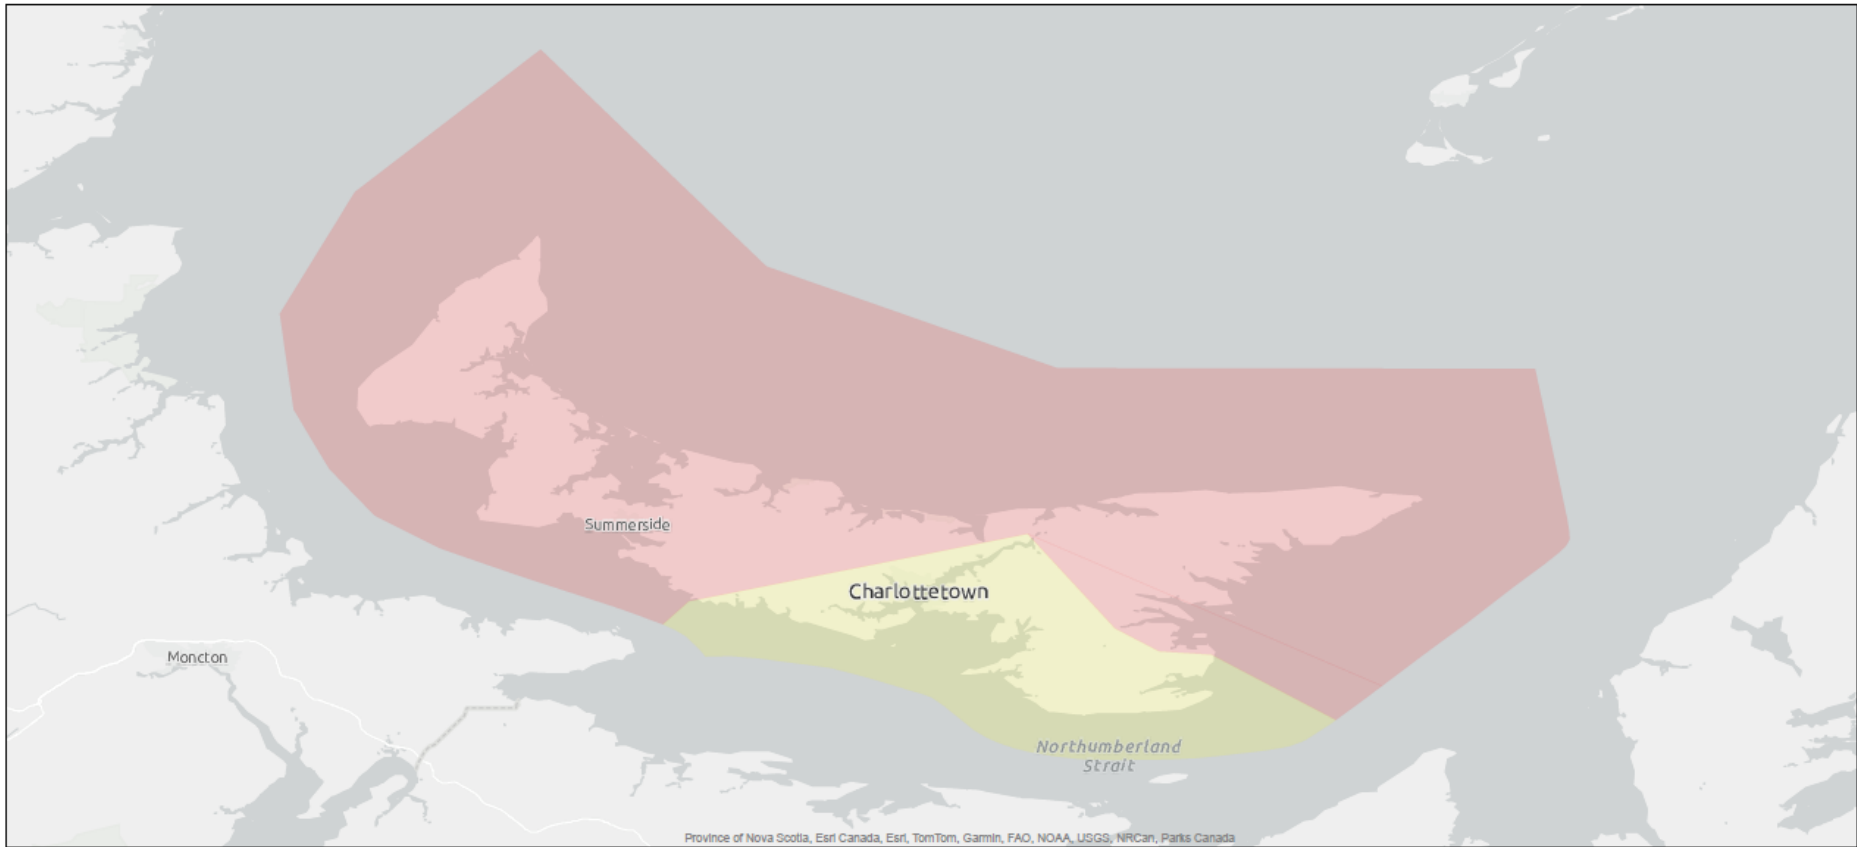 Summerside
Charlottetown
Moncton
Northumberland
Strait
Province of Nova Scotia, Esri Canada, Esri, TomTom, Garmin, FAO, NOAA, USGS, NRCan, Parks Canada